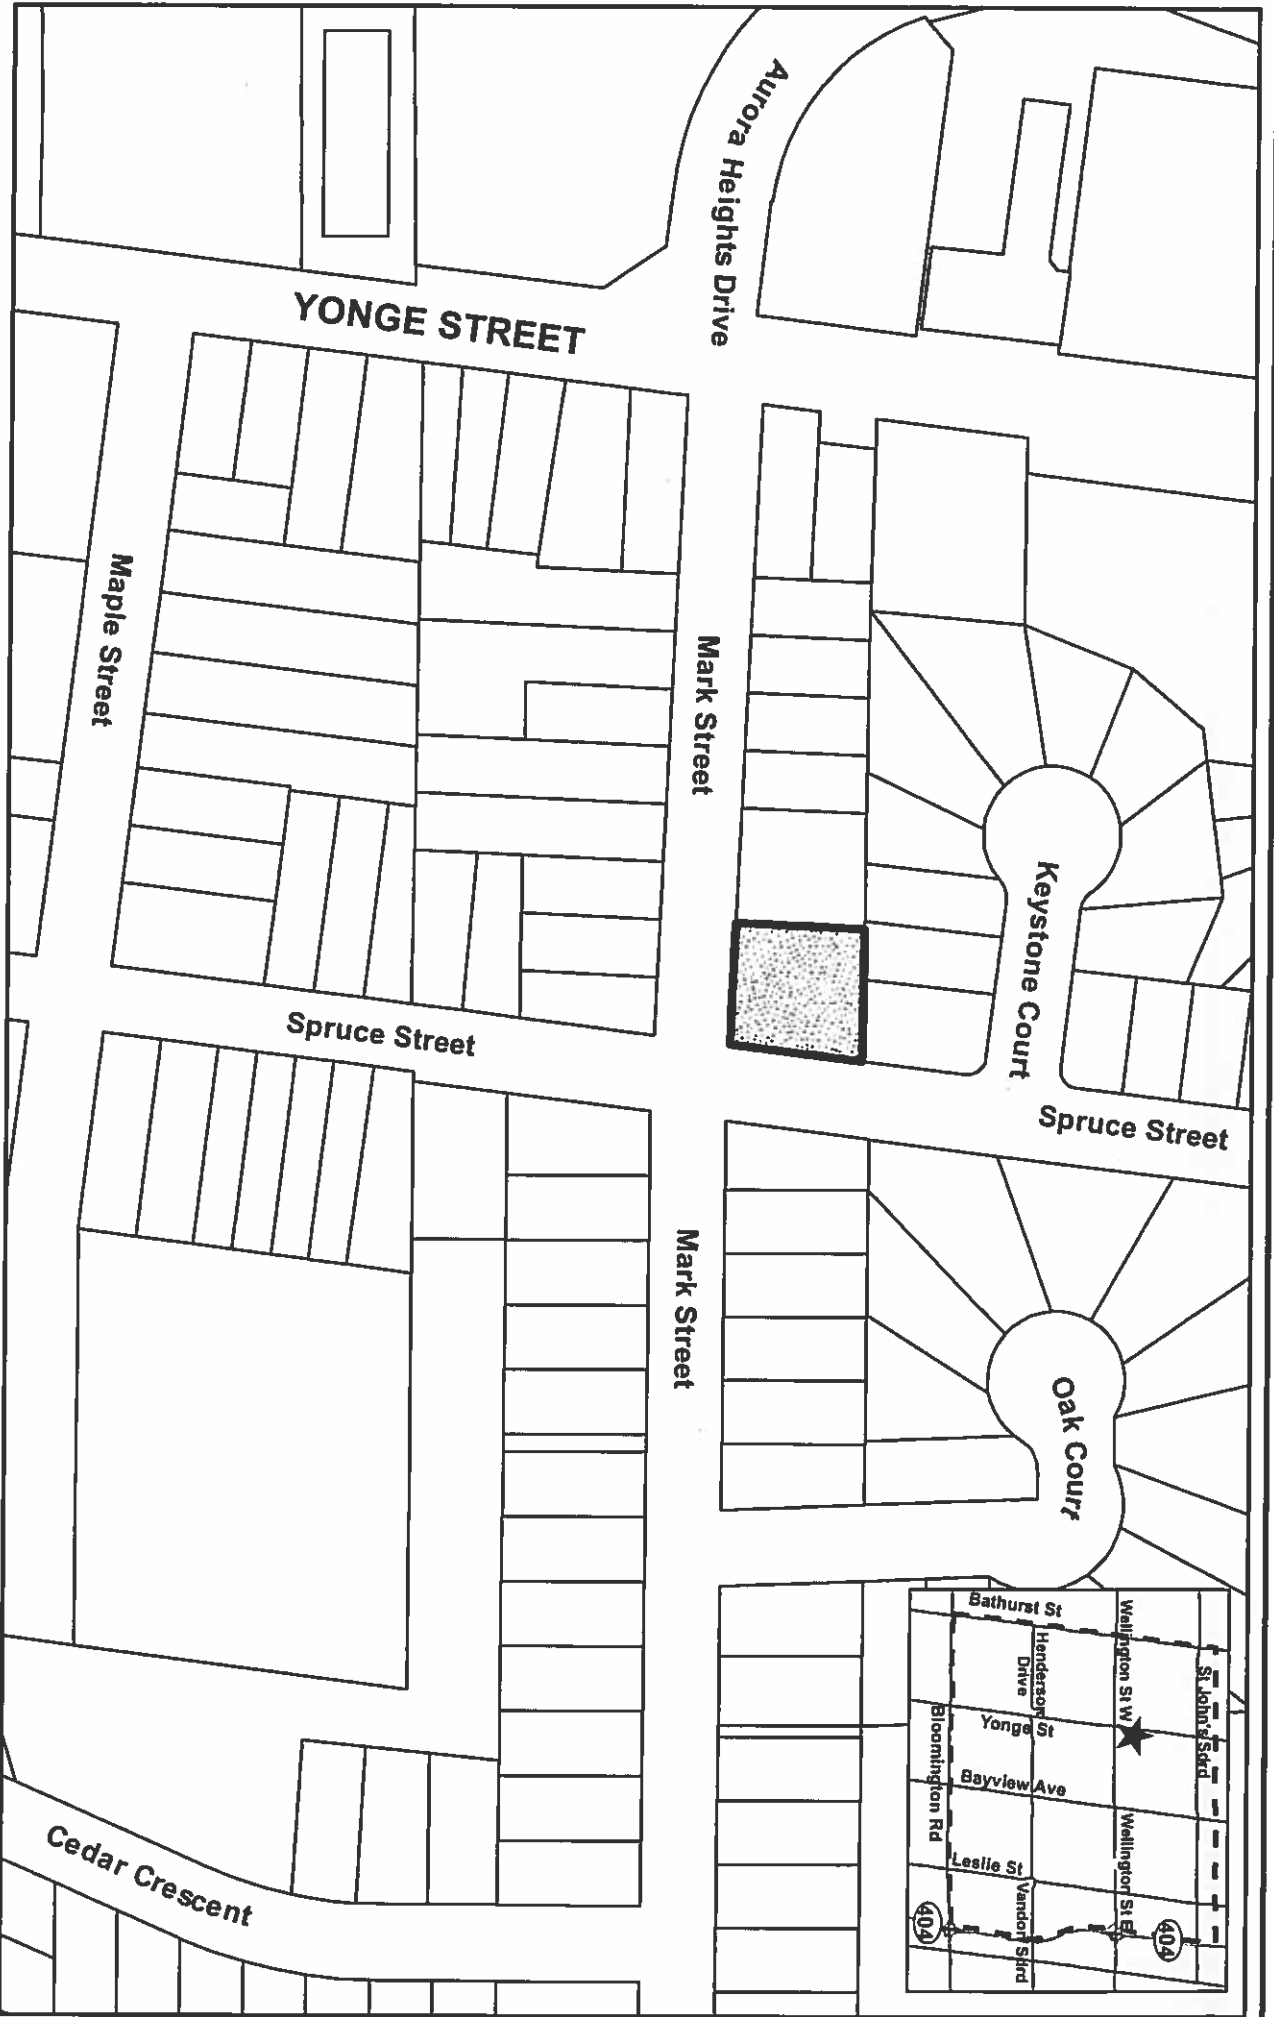 Aurora Heights Drive
YONGE STREET
Maple Street
Mark Street
Keystone Court
Spruce Street
Spruce Street
Mark Street
Oak Court
Cedar Crescent
Bathurst St
Henderson
Drive
Wellington St W
St John's Sdrd
Yonge St
Bloomington Rd
Bayview Ave
Wellington St E
Leslie St
Vandorf Sdrd
404
404